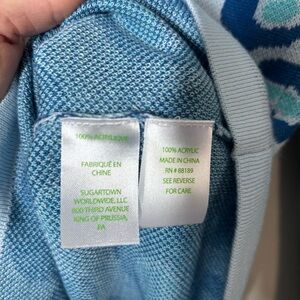 100% ACRYLIQUE
FABRIQUÉ EN
CHINE
SUGARTOWN
WORLDWIDE, LLC
800 THIRD AVENUE
KING OF PRUSSIA,
PA
100% ACRYLIC
MADE IN CHINA
RN # 88189
SEE REVERSE
FOR CARE